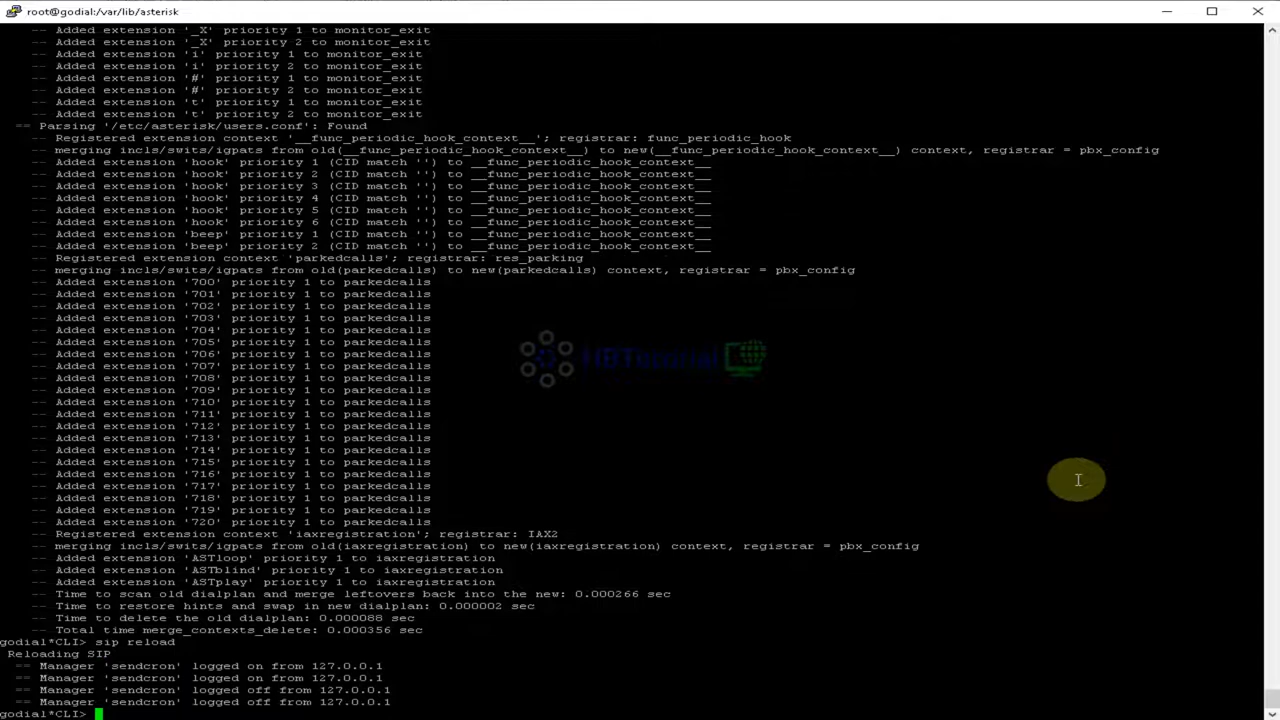 root@godial:/var/lib/asterisk
-- Added extension '_X' priority 1 to monitor_exit
-- Added extension '_X' priority 2 to monitor_exit
-- Added extension 'i' priority 1 to monitor_exit
-- Added extension 'i' priority 2 to monitor_exit
-- Added extension '#' priority 1 to monitor_exit
-- Added extension '#' priority 2 to monitor_exit
-- Added extension 't' priority 1 to monitor_exit
-- Added extension 't' priority 2 to monitor_exit
== Parsing '/etc/asterisk/users.conf': Found
-- Registered extension context '__func_periodic_hook_context__'; registrar: func_periodic_hook
-- merging incls/swits/igpats from old(__func_periodic_hook_context__) to new(__func_periodic_hook_context__) context, registrar = pbx_config
-- Added extension 'hook' priority 1 (CID match '') to __func_periodic_hook_context__
-- Added extension 'hook' priority 2 (CID match '') to __func_periodic_hook_context__
-- Added extension 'hook' priority 3 (CID match '') to __func_periodic_hook_context__
-- Added extension 'hook' priority 4 (CID match '') to __func_periodic_hook_context__
-- Added extension 'hook' priority 5 (CID match '') to __func_periodic_hook_context__
-- Added extension 'hook' priority 6 (CID match '') to __func_periodic_hook_context__
-- Added extension 'beep' priority 1 (CID match '') to __func_periodic_hook_context__
-- Added extension 'beep' priority 2 (CID match '') to __func_periodic_hook_context__
-- Registered extension context 'parkedcalls'; registrar: res_parking
-- merging incls/swits/igpats from old(parkedcalls) to new(parkedcalls) context, registrar = pbx_config
-- Added extension '700' priority 1 to parkedcalls
-- Added extension '701' priority 1 to parkedcalls
-- Added extension '702' priority 1 to parkedcalls
-- Added extension '703' priority 1 to parkedcalls
-- Added extension '704' priority 1 to parkedcalls
-- Added extension '705' priority 1 to parkedcalls
-- Added extension '706' priority 1 to parkedcalls
-- Added extension '707' priority 1 to parkedcalls
-- Added extension '708' priority 1 to parkedcalls
-- Added extension '709' priority 1 to parkedcalls
-- Added extension '710' priority 1 to parkedcalls
-- Added extension '711' priority 1 to parkedcalls
-- Added extension '712' priority 1 to parkedcalls
-- Added extension '713' priority 1 to parkedcalls
-- Added extension '714' priority 1 to parkedcalls
-- Added extension '715' priority 1 to parkedcalls
-- Added extension '716' priority 1 to parkedcalls
-- Added extension '717' priority 1 to parkedcalls
-- Added extension '718' priority 1 to parkedcalls
-- Added extension '719' priority 1 to parkedcalls
-- Added extension '720' priority 1 to parkedcalls
-- Registered extension context 'iaxregistration'; registrar: IAX2
-- merging incls/swits/igpats from old(iaxregistration) to new(iaxregistration) context, registrar = pbx_config
-- Added extension 'ASTloop' priority 1 to iaxregistration
-- Added extension 'ASTblind' priority 1 to iaxregistration
-- Added extension 'ASTplay' priority 1 to iaxregistration
-- Time to scan old dialplan and merge leftovers back into the new: 0.000266 sec
-- Time to restore hints and swap in new dialplan: 0.000002 sec
-- Time to delete the old dialplan: 0.000088 sec
-- Total time merge_contexts_delete: 0.000356 sec
godial*CLI> sip reload
Reloading SIP
== Manager 'sendcron' logged on from 127.0.0.1
== Manager 'sendcron' logged on from 127.0.0.1
== Manager 'sendcron' logged off from 127.0.0.1
== Manager 'sendcron' logged off from 127.0.0.1
godial*CLI>
HBTutorial